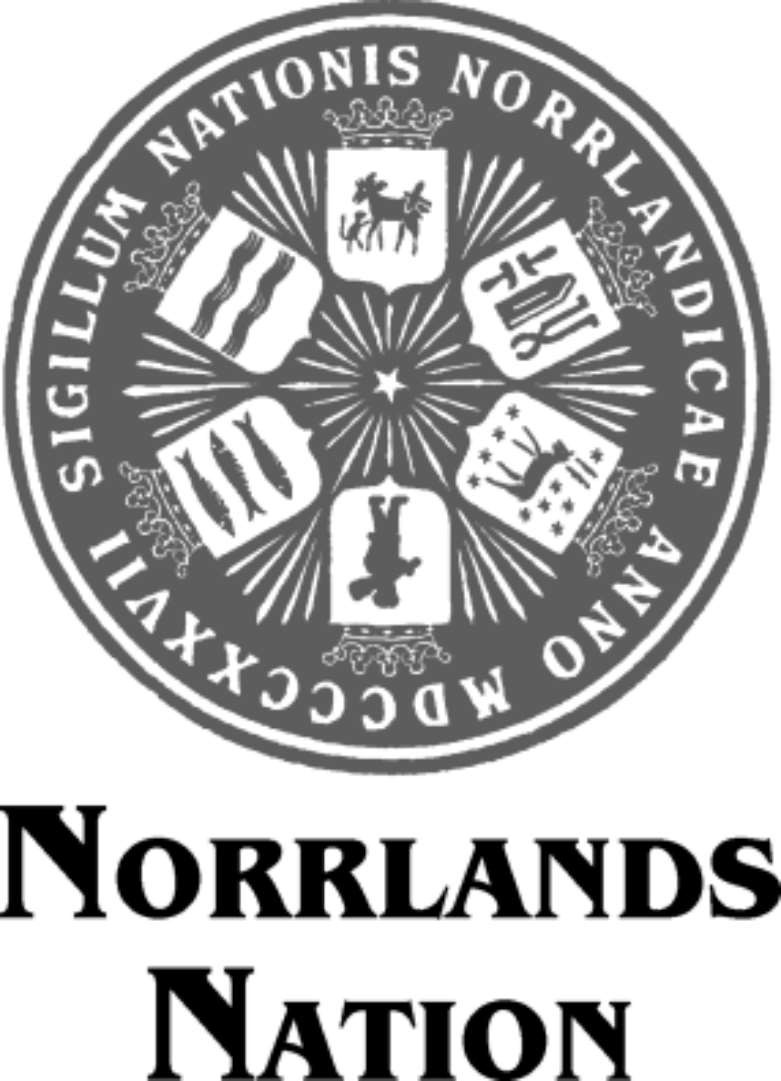 SIGILLUM NATIONIS NORRLANDICAE ANNO MDCCCXXVII
NORRLANDS
NATION